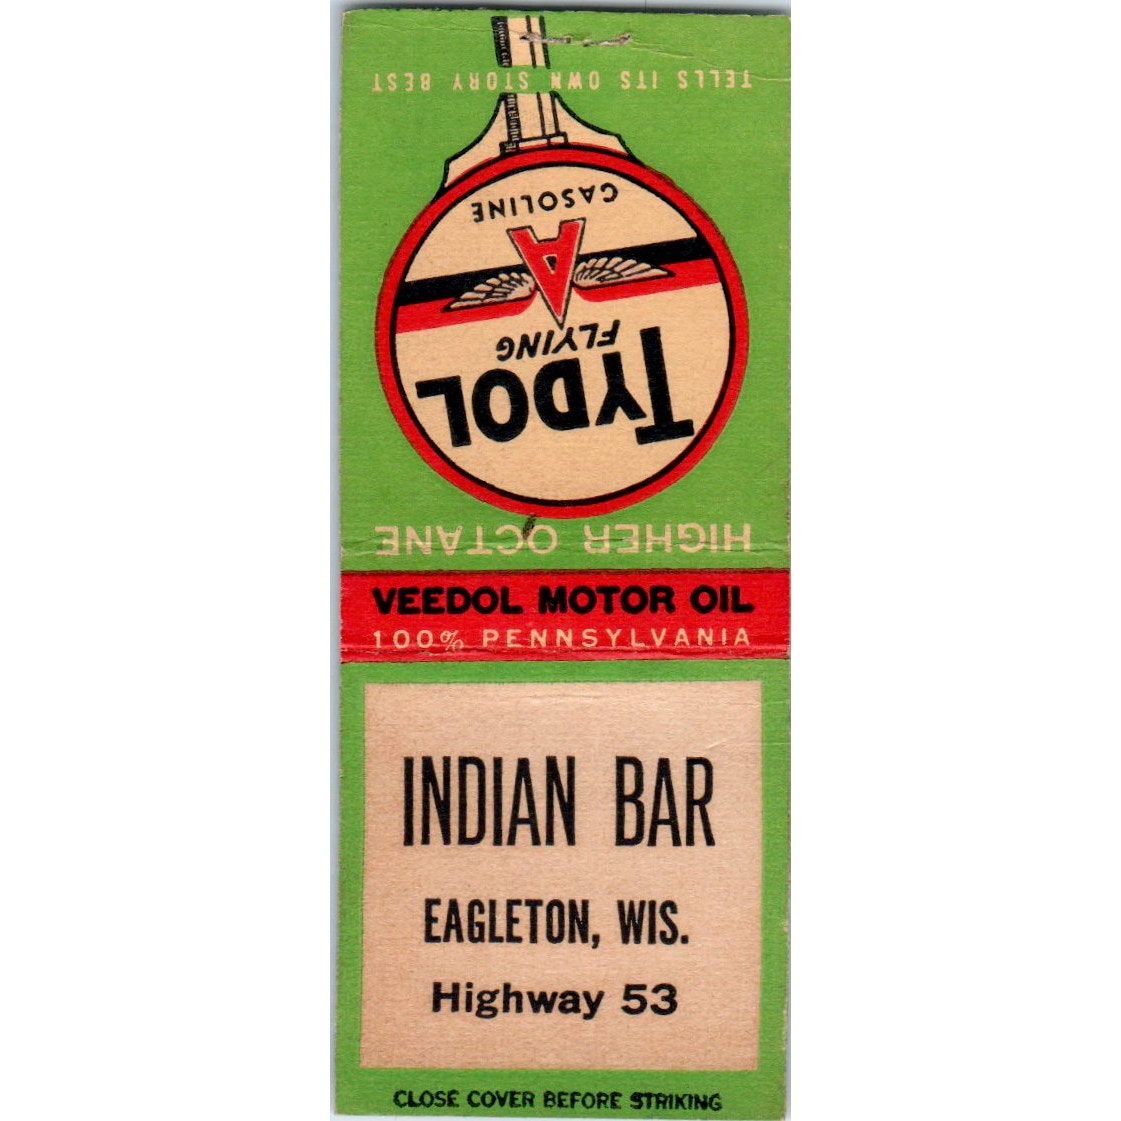 HIGHER OCTANE
TYDOL
FLYING
A
GASOLINE
TELLS ITS OWN STORY BEST
VEEDOL MOTOR OIL
100% PENNSYLVANIA
INDIAN BAR
EAGLETON, WIS.
Highway 53
CLOSE COVER BEFORE STRIKING